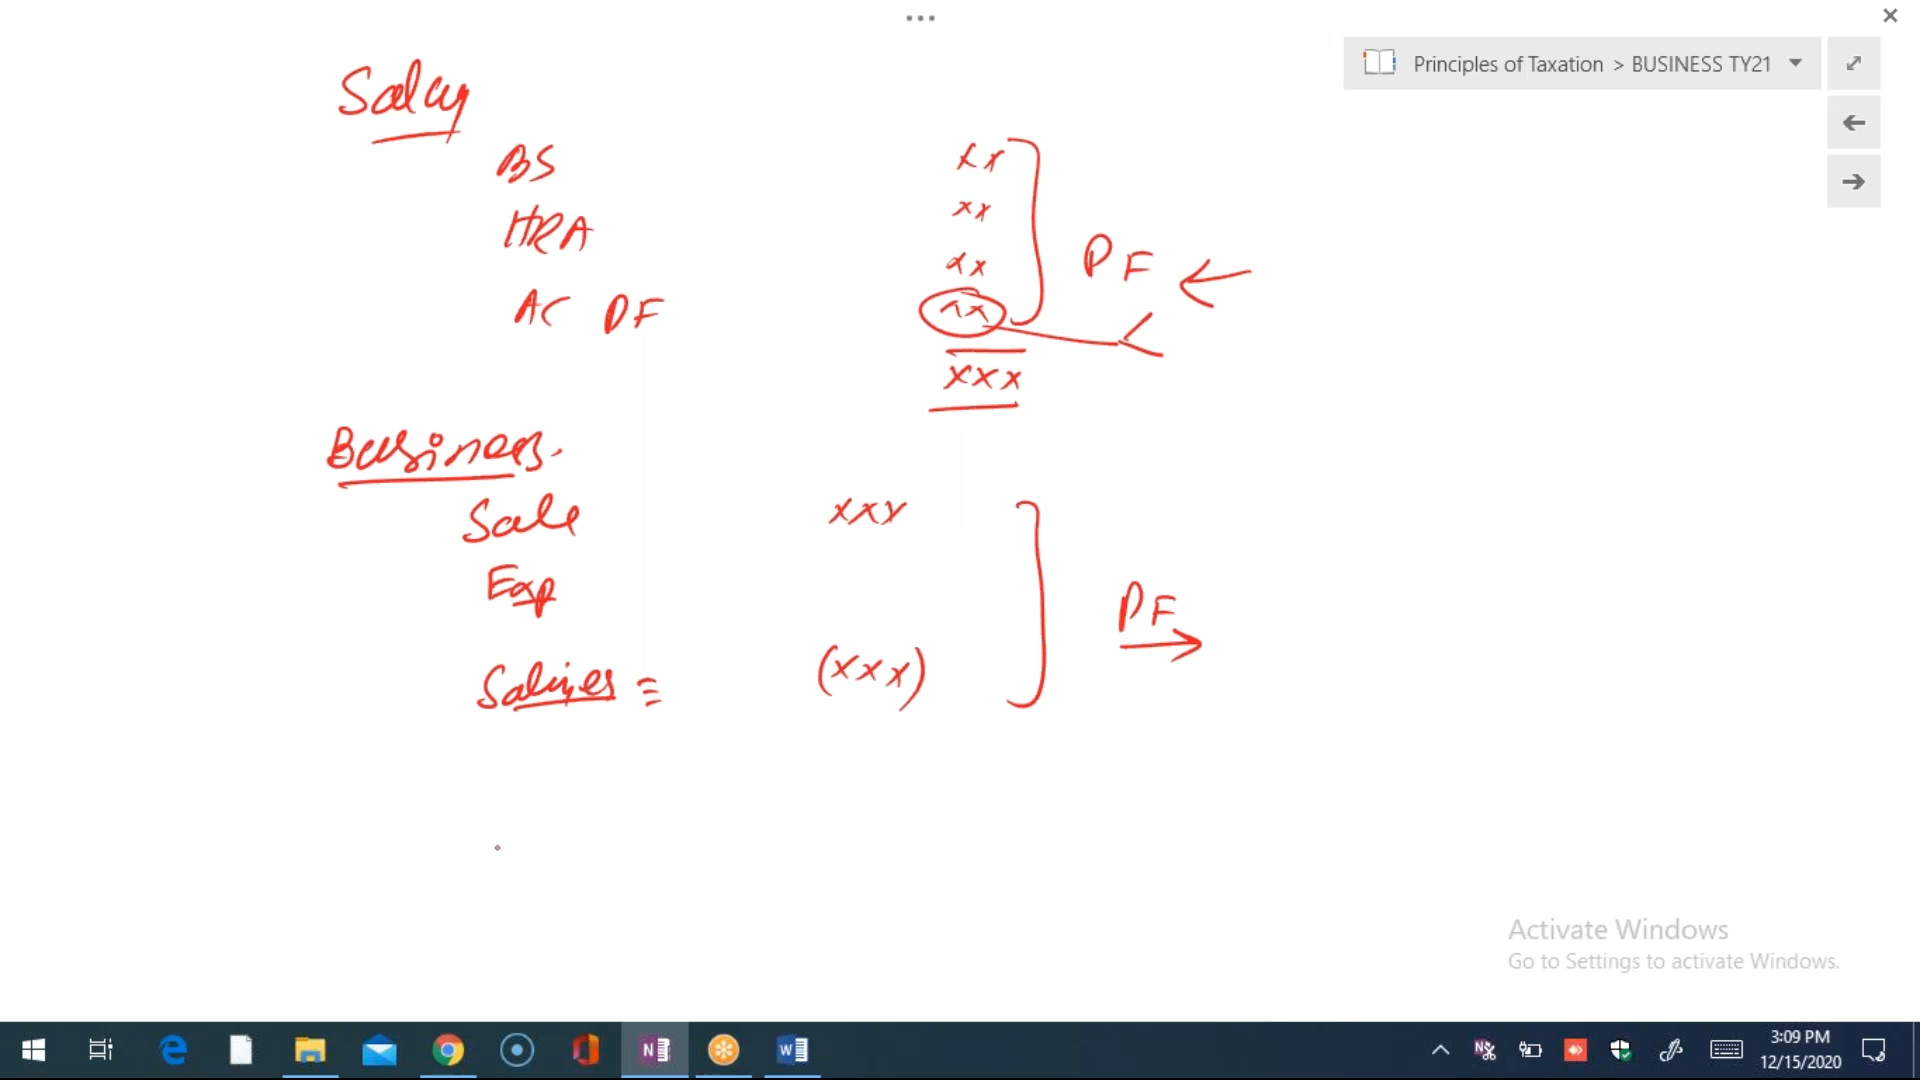 Principles of Taxation > BUSINESS TY21
Salary
BS xx
HRA xx
xx
PF
AC PF xx
xxx
Business.
Sale xxx
Exp
PF
Salaries = (xxx)
Activate Windows
Go to Settings to activate Windows.
3:09 PM
12/15/2020